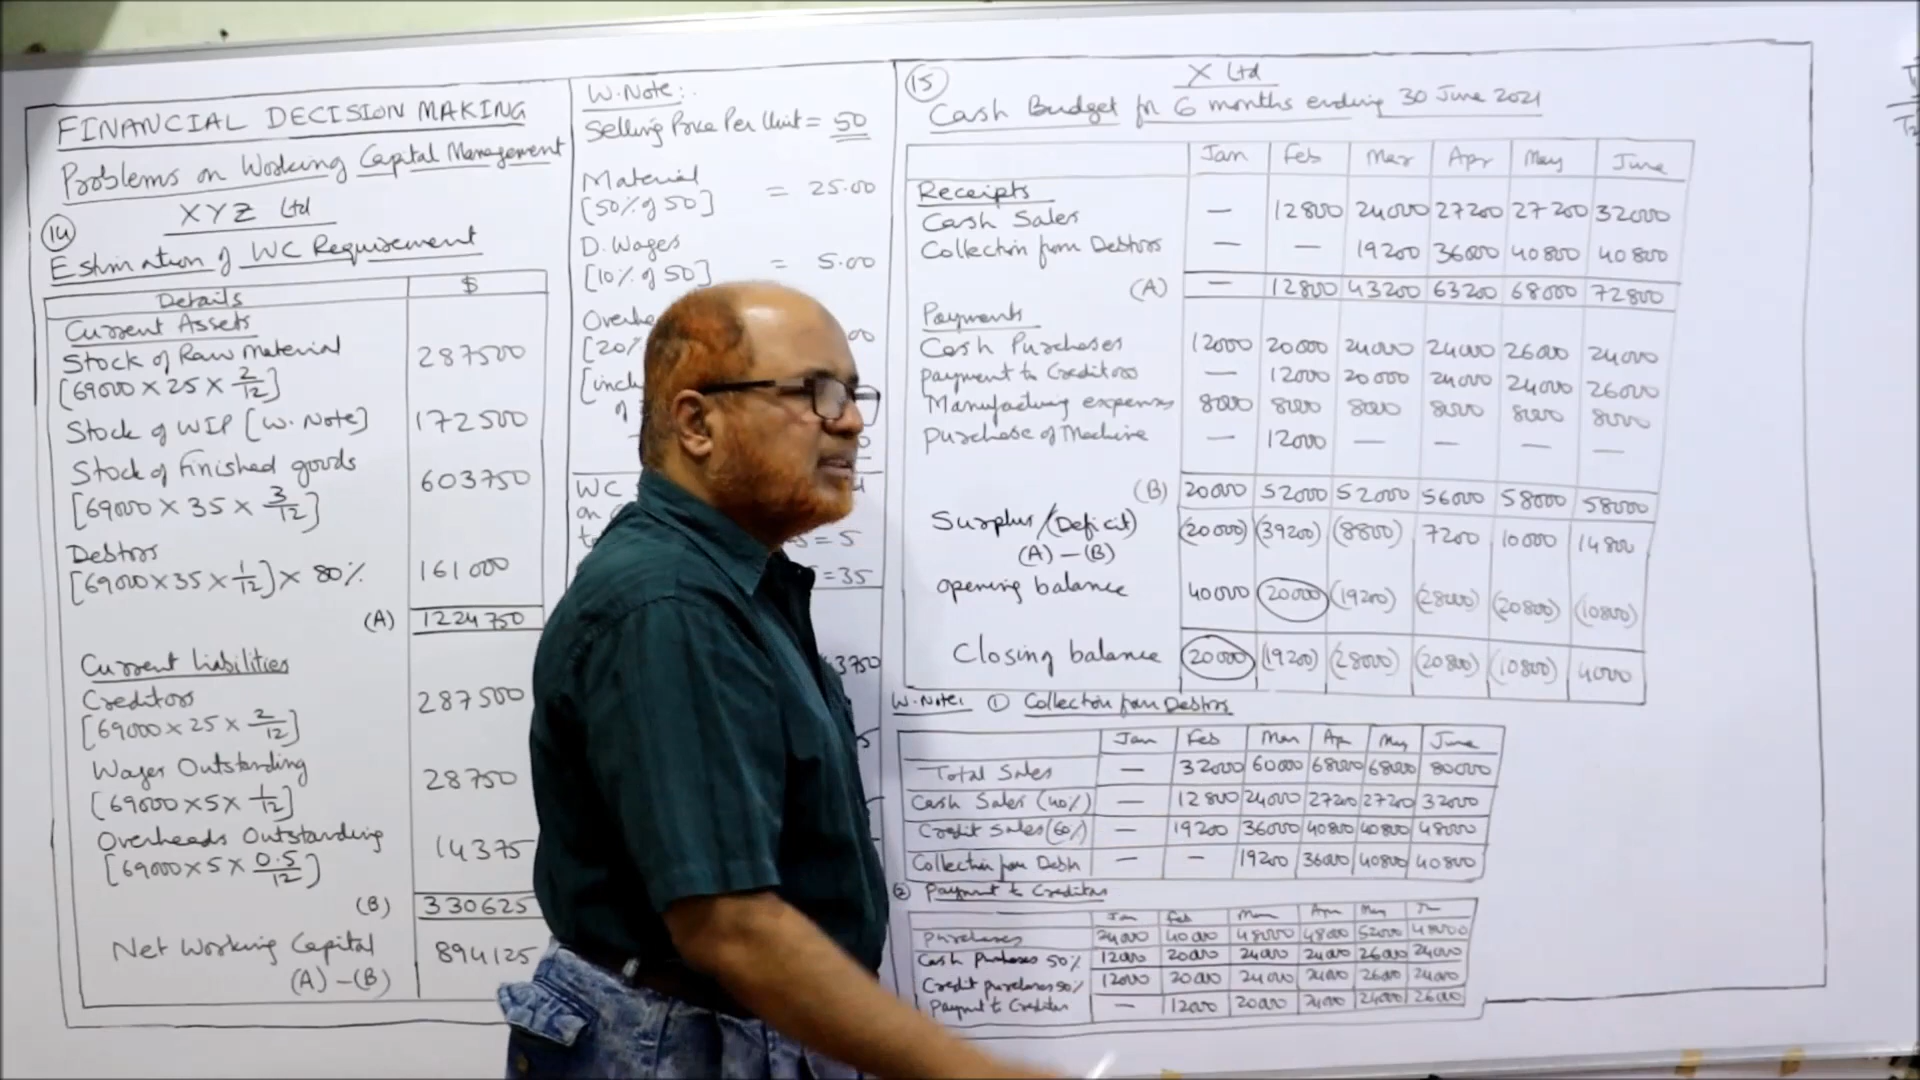 FINANCIAL DECISION MAKING
Problems on Working Capital Management
14
XYZ Ltd
Estimation of WC Requirement
Details $
Current Assets
Stock of Raw Material 287500
[69000 × 25 × 2/12]
Stock of WIP [W.Note] 172500
Stock of Finished goods 603750
[69000 × 35 × 3/12]
Debtors 161000
[69000 × 35 × 1/12] × 80%
(A) 1224750
Current liabilities
Creditors 287500
[69000 × 25 × 2/12]
Wages Outstanding 28750
[69000 × 5 × 1/12]
Overheads Outstanding 14375
[69000 × 5 × 0.5/12]
(B) 330625
Net Working Capital 894125
(A) – (B)
W.Note:
Selling Price Per Unit = 50
Material = 25.00
[50% of 50]
D. Wages = 5.00
[10% of 50]
[20%
WC
on
= 5
= 35
3750
15
X Ltd
Cash Budget for 6 months ending 30 June 2021
Jan Feb Mar Apr May June
Receipts
Cash Sales — 12800 24000 27200 27200 32000
Collection from Debtors — — 19200 36000 40800 40800
(A) — 12800 43200 63200 68000 72800
Payments
Cash Purchases 12000 20000 24000 24000 26000 24000
Payment to Creditors — 12000 20000 24000 24000 26000
Manufacturing expenses 8000 8000 8000 8000 8000 8000
Purchase of Machine — 12000 — — — —
(B) 20000 52000 52000 56000 58000 58000
Surplus/(Deficit) (20000) (39200) (8800) 7200 10000 14800
(A) – (B)
Opening balance 40000 20000 (19200) (28000) (20800) (10800)
Closing balance 20000 (19200) (28000) (20800) (10800) 4000
W.Note: 1 Collection from Debtors
Jan Feb Mar Apr May June
Total Sales — 32000 60000 68000 68000 80000
Cash Sales (40%) — 12800 24000 27200 27200 32000
Credit Sales (60%) — 19200 36000 40800 40800 48000
Collection from Debtn — — 19200 36000 40800 40800
2 Payment to Creditors
Jan Feb Mar Apr May Jun
Purchases 24000 40000 48000 48000 52000 48000
Cash Purchases 50% 12000 20000 24000 24000 26000 24000
Credit purchases 50% 12000 20000 24000 24000 26000 24000
Payment to Creditors — 12000 20000 24000 24000 26000